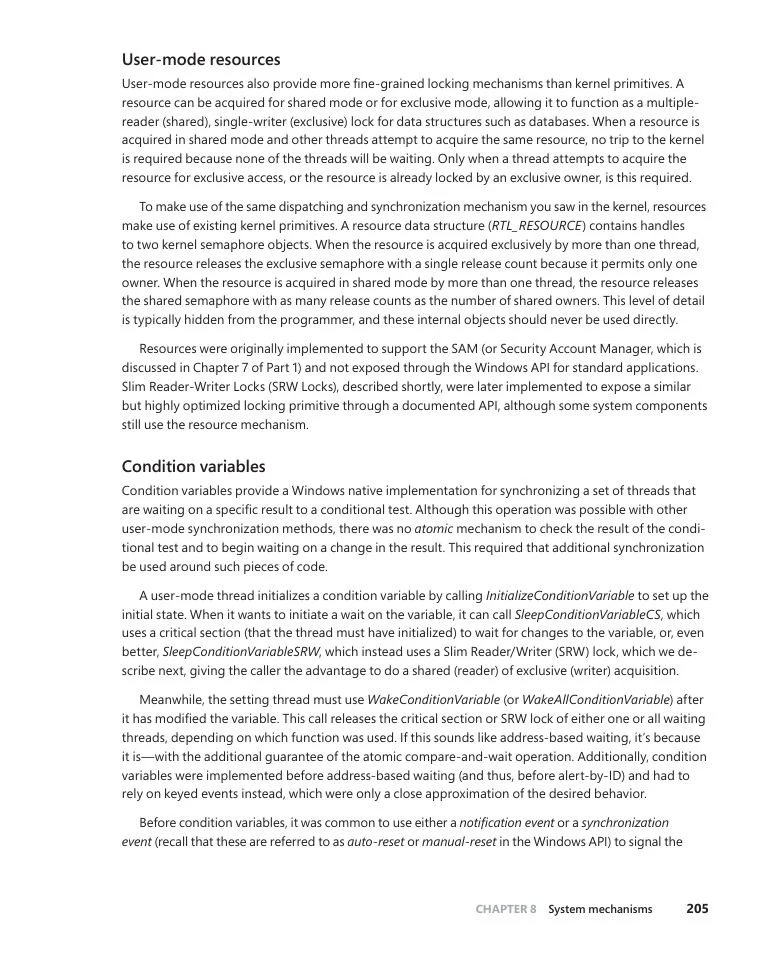 User-mode resources
User-mode resources also provide more fine-grained locking mechanisms than kernel primitives. A
resource can be acquired for shared mode or for exclusive mode, allowing it to function as a multiple-
reader (shared), single-writer (exclusive) lock for data structures such as databases. When a resource is
acquired in shared mode and other threads attempt to acquire the same resource, no trip to the kernel
is required because none of the threads will be waiting. Only when a thread attempts to acquire the
resource for exclusive access, or the resource is already locked by an exclusive owner, is this required.
To make use of the same dispatching and synchronization mechanism you saw in the kernel, resources
make use of existing kernel primitives. A resource data structure (RTL_RESOURCE) contains handles
to two kernel semaphore objects. When the resource is acquired exclusively by more than one thread,
the resource releases the exclusive semaphore with a single release count because it permits only one
owner. When the resource is acquired in shared mode by more than one thread, the resource releases
the shared semaphore with as many release counts as the number of shared owners. This level of detail
is typically hidden from the programmer, and these internal objects should never be used directly.
Resources were originally implemented to support the SAM (or Security Account Manager, which is
discussed in Chapter 7 of Part 1) and not exposed through the Windows API for standard applications.
Slim Reader-Writer Locks (SRW Locks), described shortly, were later implemented to expose a similar
but highly optimized locking primitive through a documented API, although some system components
still use the resource mechanism.
Condition variables
Condition variables provide a Windows native implementation for synchronizing a set of threads that
are waiting on a specific result to a conditional test. Although this operation was possible with other
user-mode synchronization methods, there was no atomic mechanism to check the result of the condi-
tional test and to begin waiting on a change in the result. This required that additional synchronization
be used around such pieces of code.
A user-mode thread initializes a condition variable by calling InitializeConditionVariable to set up the
initial state. When it wants to initiate a wait on the variable, it can call SleepConditionVariableCS, which
uses a critical section (that the thread must have initialized) to wait for changes to the variable, or, even
better, SleepConditionVariableSRW, which instead uses a Slim Reader/Writer (SRW) lock, which we de-
scribe next, giving the caller the advantage to do a shared (reader) of exclusive (writer) acquisition.
Meanwhile, the setting thread must use WakeConditionVariable (or WakeAllConditionVariable) after
it has modified the variable. This call releases the critical section or SRW lock of either one or all waiting
threads, depending on which function was used. If this sounds like address-based waiting, it's because
it is—with the additional guarantee of the atomic compare-and-wait operation. Additionally, condition
variables were implemented before address-based waiting (and thus, before alert-by-ID) and had to
rely on keyed events instead, which were only a close approximation of the desired behavior.
Before condition variables, it was common to use either a notification event or a synchronization
event (recall that these are referred to as auto-reset or manual-reset in the Windows API) to signal the
CHAPTER 8 System mechanisms 205